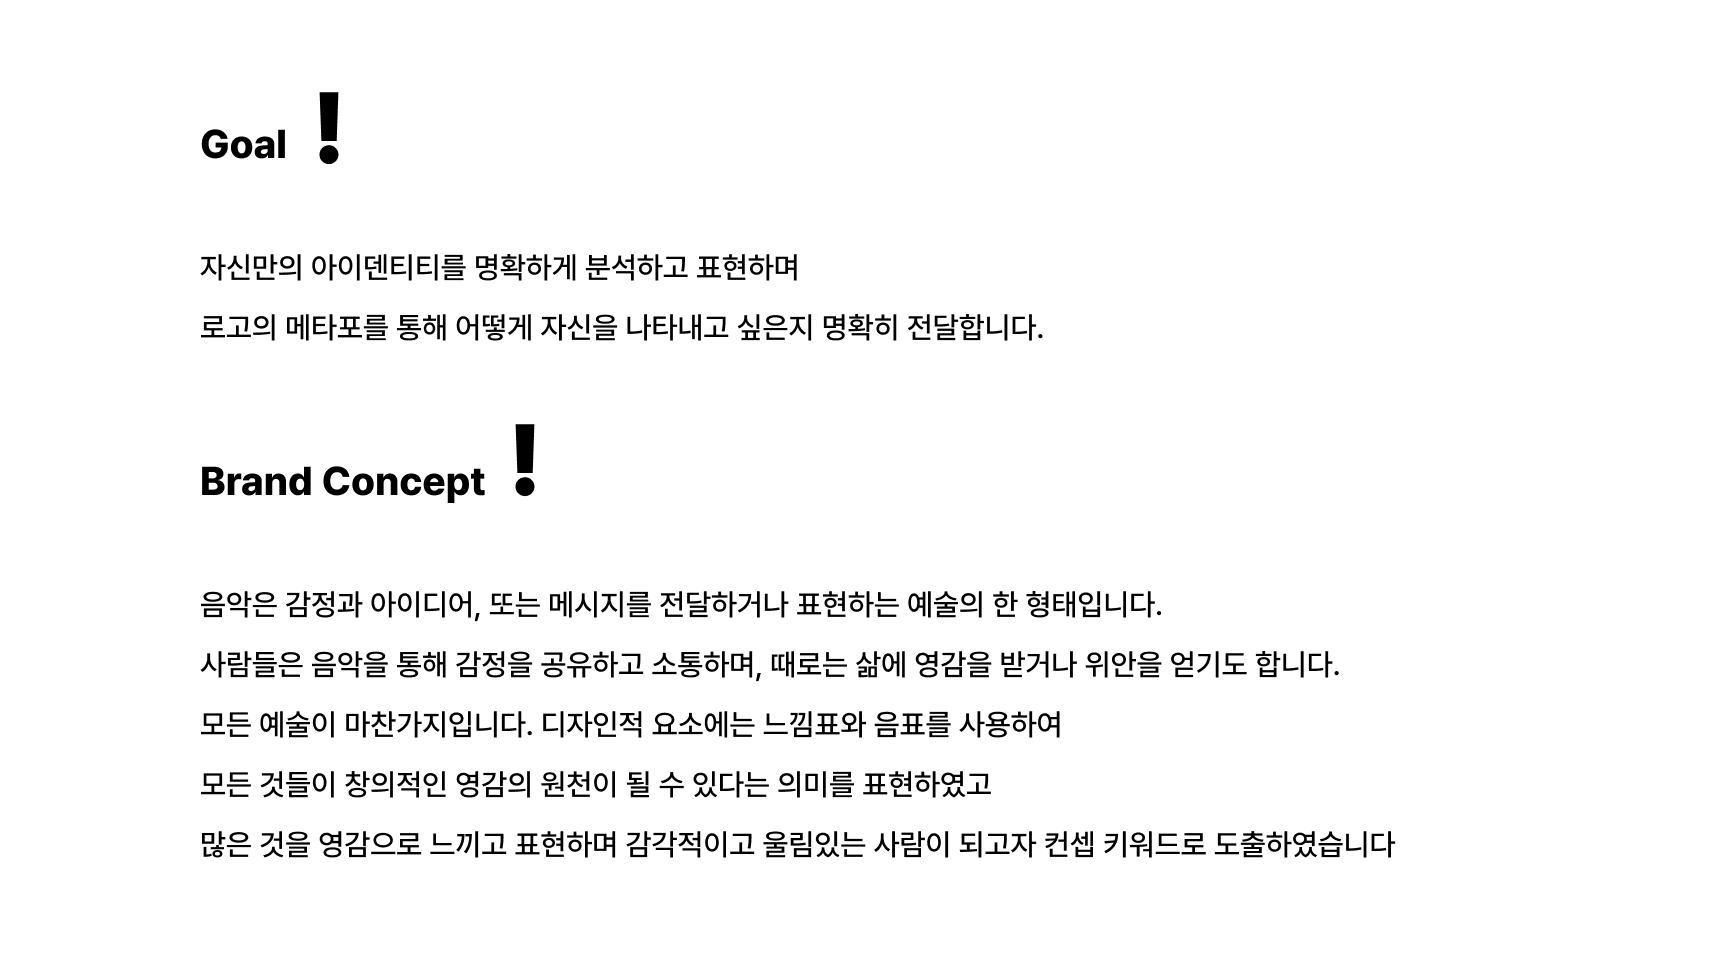 Goal !
자신만의 아이덴티티를 명확하게 분석하고 표현하며
로고의 메타포를 통해 어떻게 자신을 나타내고 싶은지 명확히 전달합니다.
Brand Concept !
음악은 감정과 아이디어, 또는 메시지를 전달하거나 표현하는 예술의 한 형태입니다.
사람들은 음악을 통해 감정을 공유하고 소통하며, 때로는 삶에 영감을 받거나 위안을 얻기도 합니다.
모든 예술이 마찬가지입니다. 디자인적 요소에는 느낌표와 음표를 사용하여
모든 것들이 창의적인 영감의 원천이 될 수 있다는 의미를 표현하였고
많은 것을 영감으로 느끼고 표현하며 감각적이고 울림있는 사람이 되고자 컨셉 키워드로 도출하였습니다